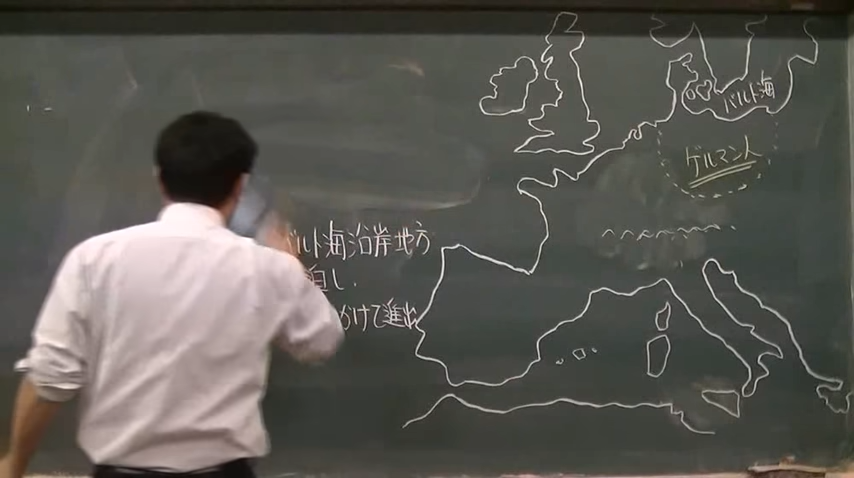 バルト海
ゲルマン人
バルト海沿岸地方
し、
かけて進出